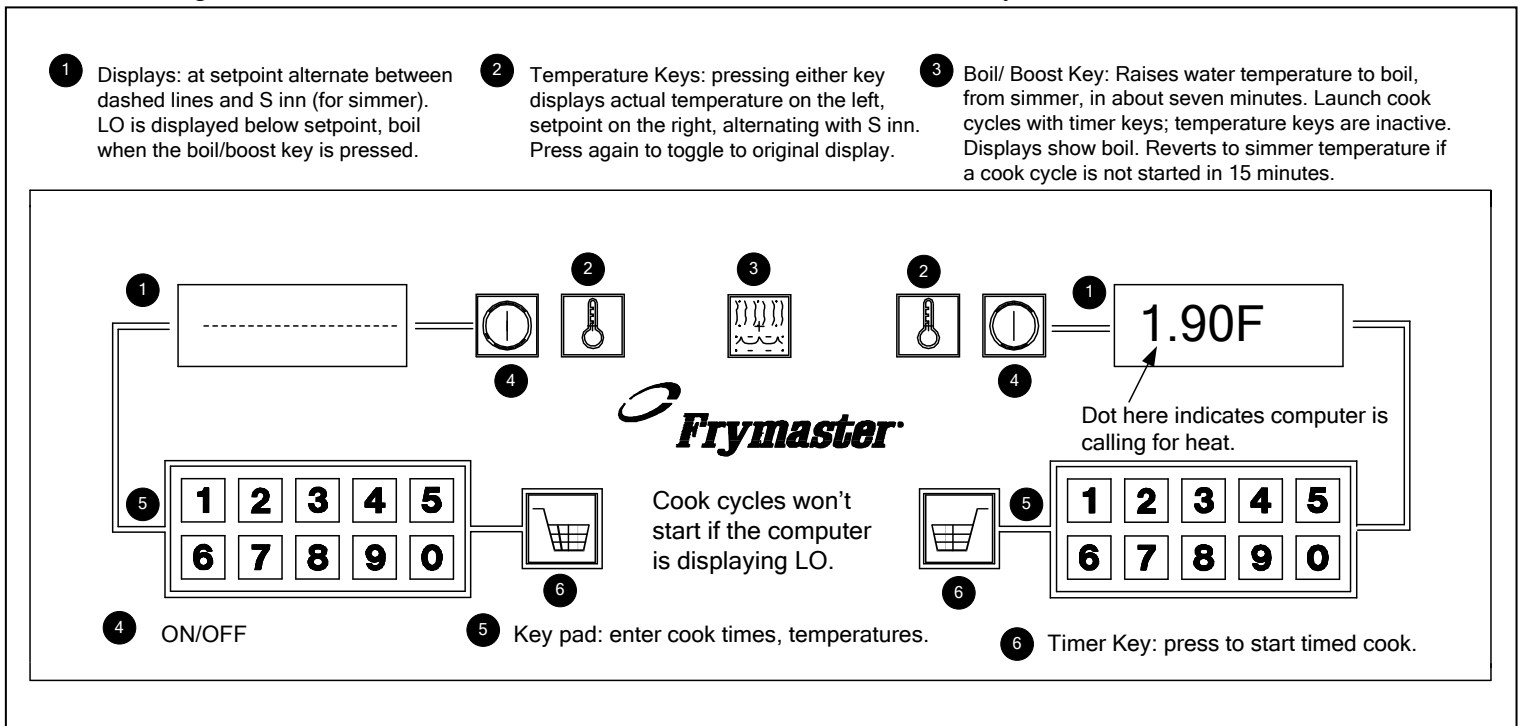 1 Displays: at setpoint alternate between
dashed lines and S inn (for simmer).
LO is displayed below setpoint, boil
when the boil/boost key is pressed.
2 Temperature Keys: pressing either key
displays actual temperature on the left,
setpoint on the right, alternating with S inn.
Press again to toggle to original display.
3 Boil/ Boost Key: Raises water temperature to boil,
from simmer, in about seven minutes. Launch cook
cycles with timer keys; temperature keys are inactive.
Displays show boil. Reverts to simmer temperature if
a cook cycle is not started in 15 minutes.
1
2
3
2
1
1.90F
4
4
Dot here indicates computer is
calling for heat.
Frymaster
5
1 2 3 4 5
6 7 8 9 0
6
Cook cycles won't
start if the computer
is displaying LO.
5
1 2 3 4 5
6 7 8 9 0
6
4 ON/OFF
5 Key pad: enter cook times, temperatures.
6 Timer Key: press to start timed cook.